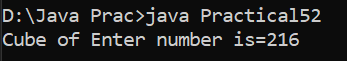 D:\Java Prac>java Practical52
Cube of Enter number is=216